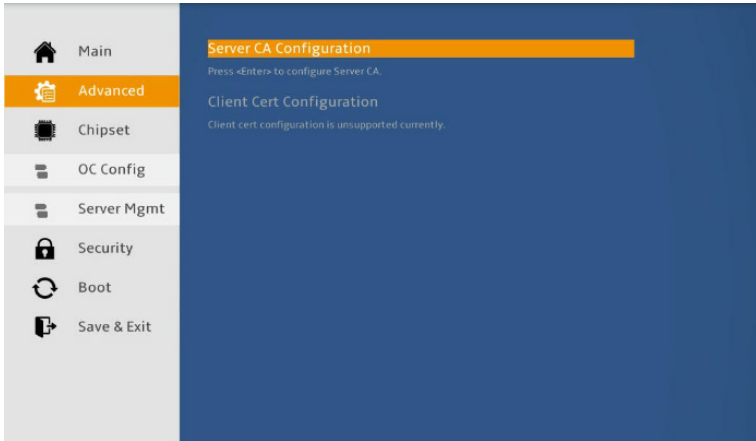 Main
Advanced
Chipset
OC Config
Server Mgmt
Security
Boot
Save & Exit
Server CA Configuration
Press <Enter> to configure Server CA.
Client Cert Configuration
Client cert configuration is unsupported currently.